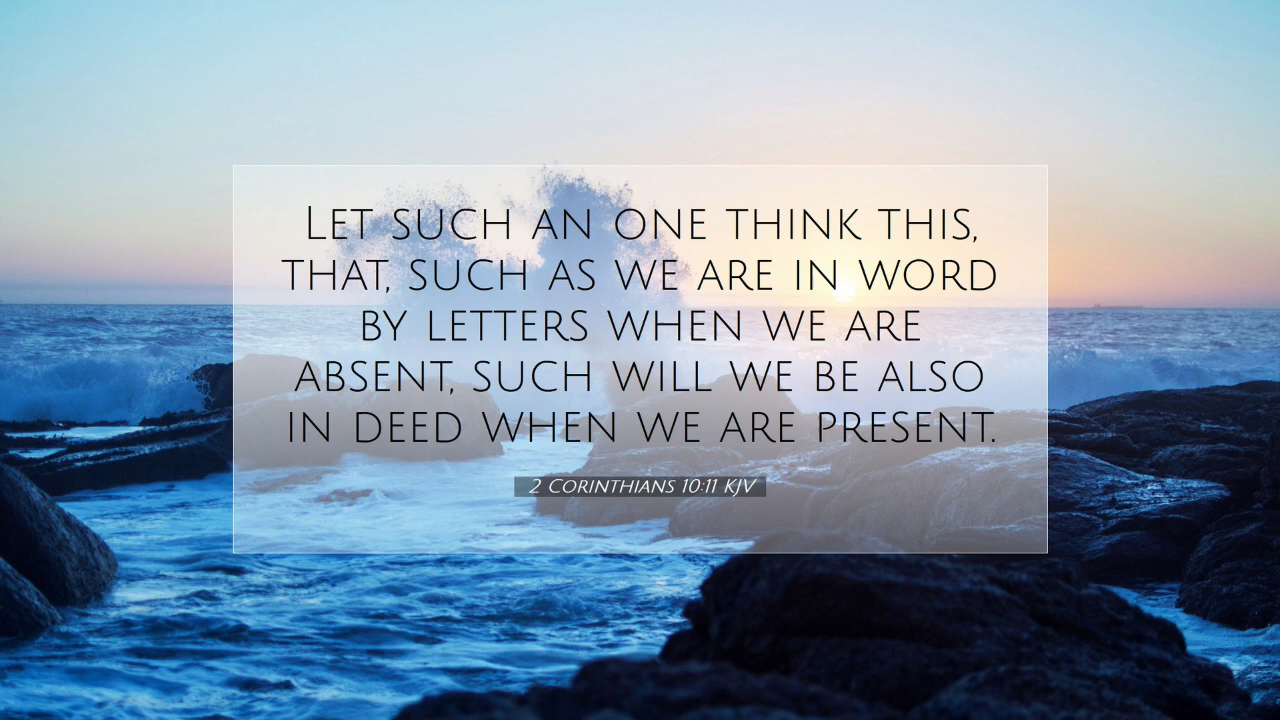 Let such an one think this,
that, such as we are in word
by letters when we are
absent, such will we be also
in deed when we are present.
2 Corinthians 10:11 KJV